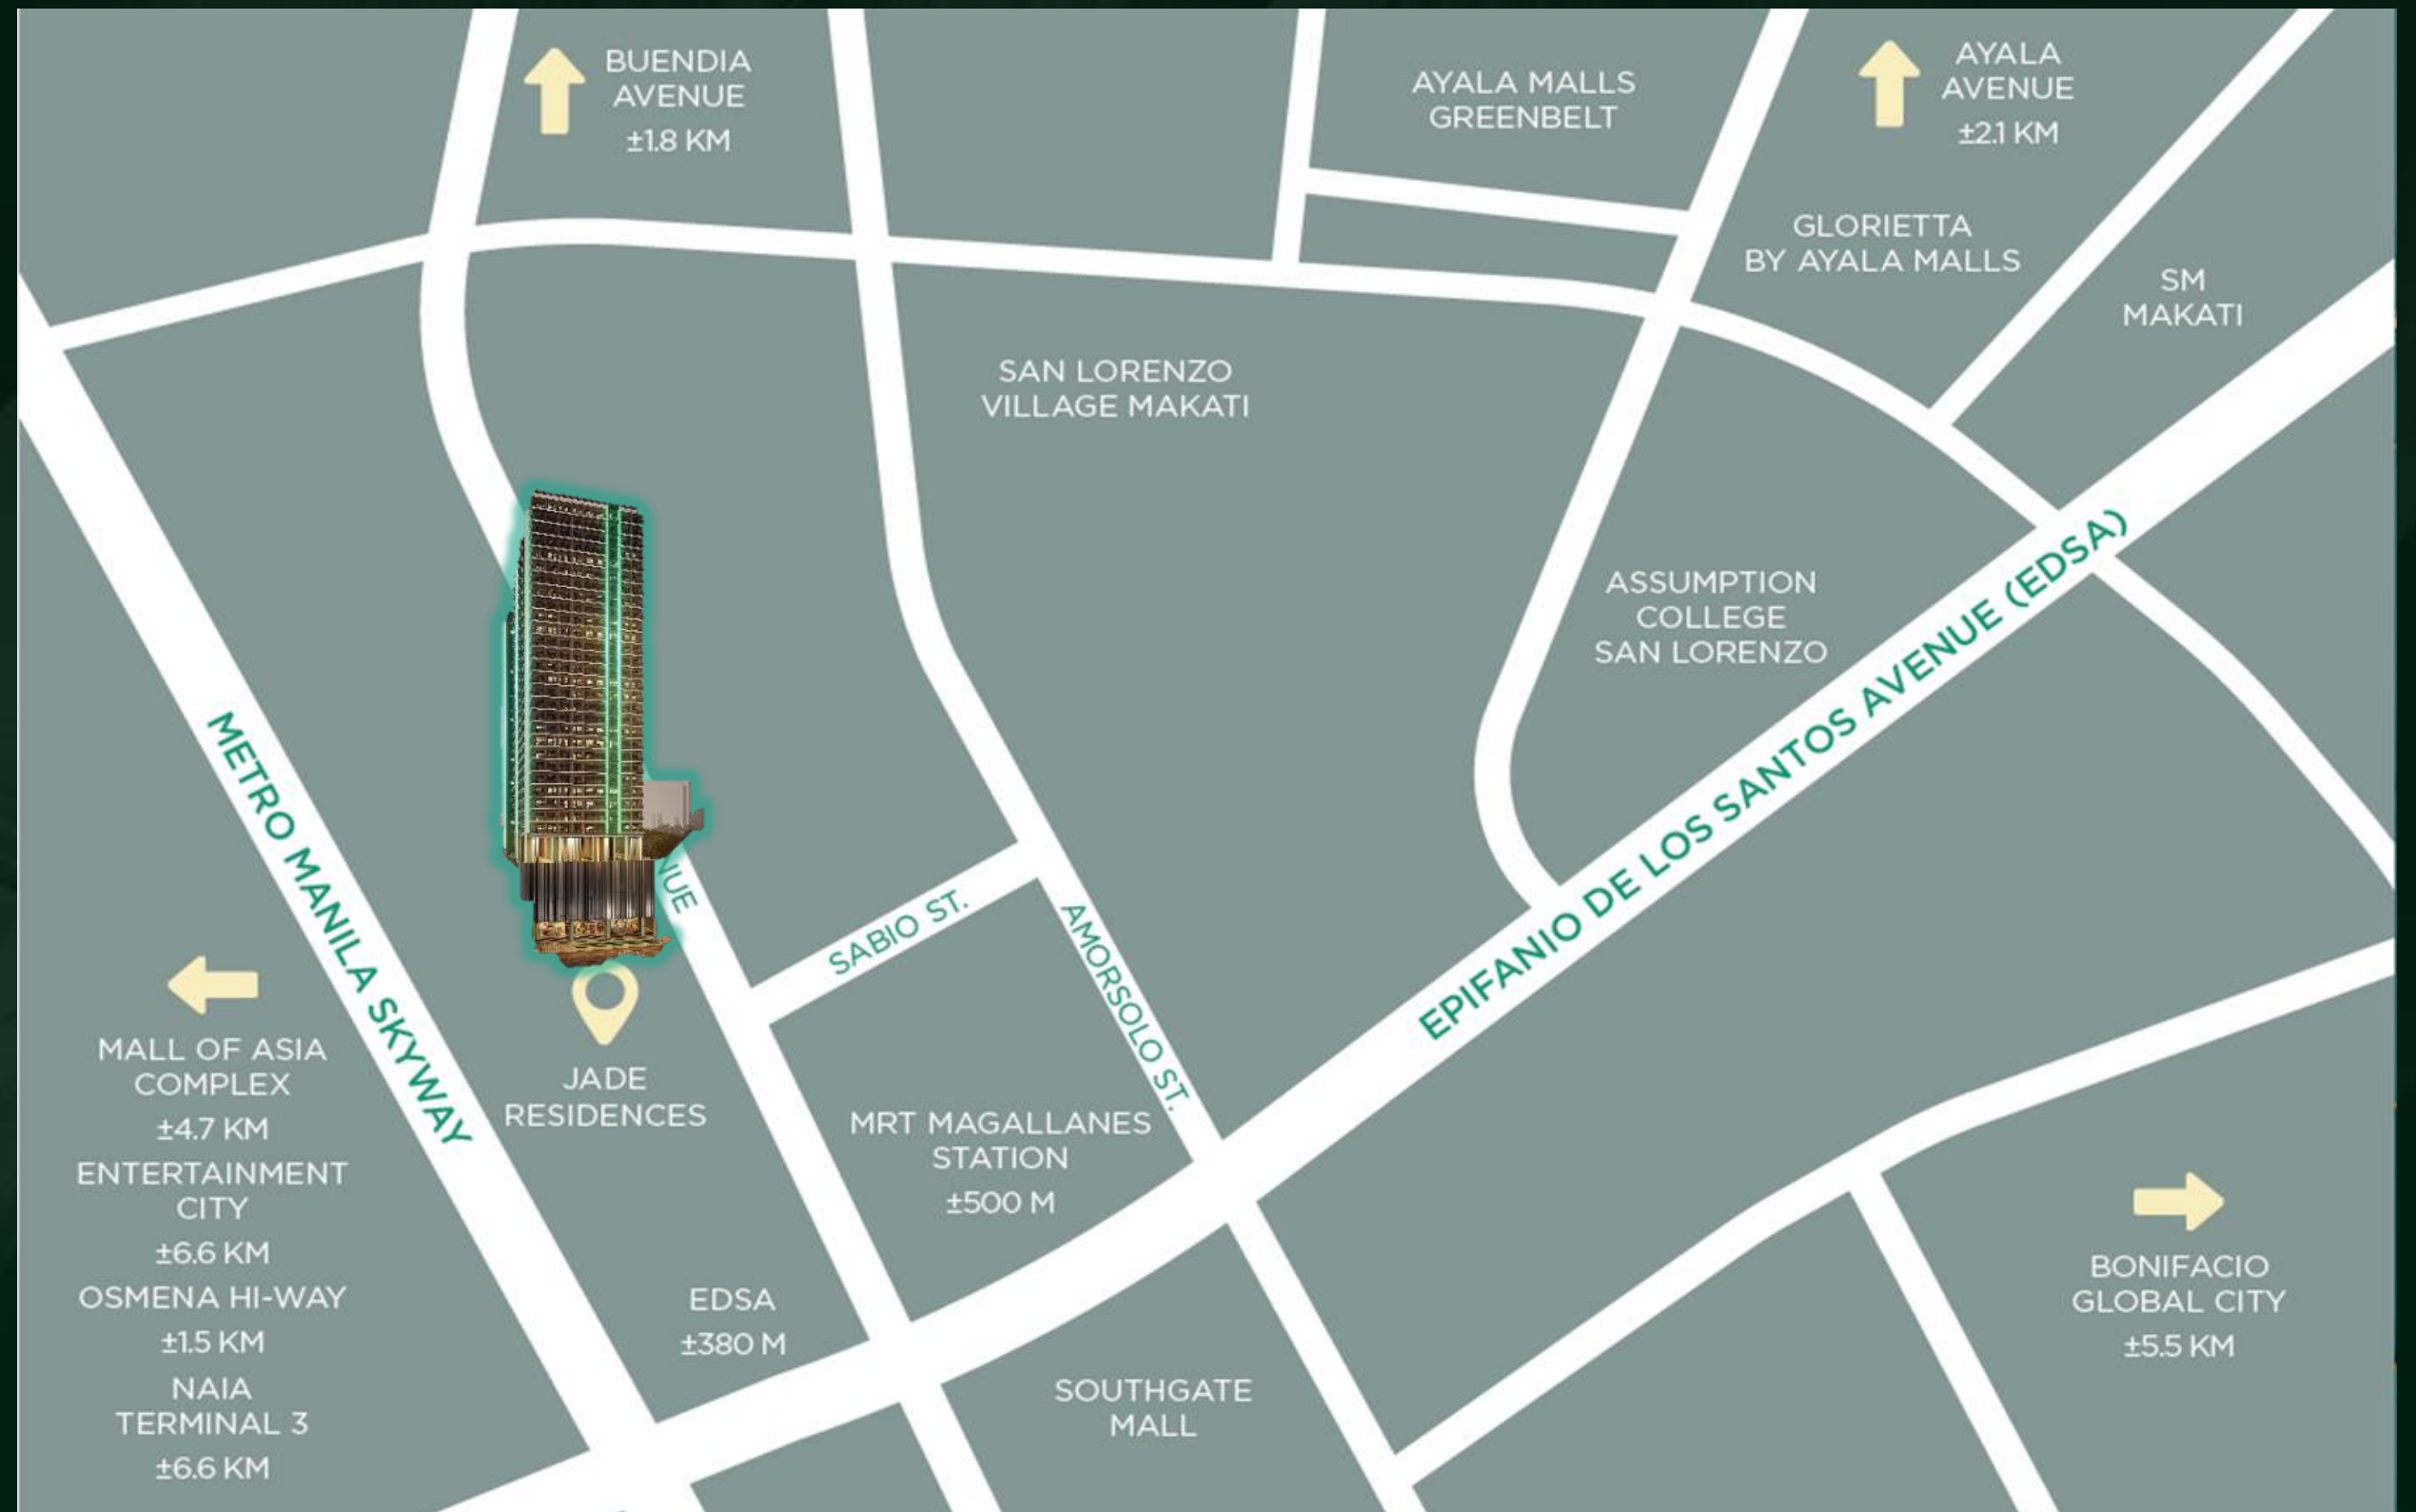 BUENDIA
AVENUE
±1.8 KM
AYALA MALLS
GREENBELT
AYALA
AVENUE
±2.1 KM
GLORIETTA
BY AYALA MALLS
SM
MAKATI
SAN LORENZO
VILLAGE MAKATI
ASSUMPTION
COLLEGE
SAN LORENZO
EPIFANIO DE LOS SANTOS AVENUE (EDSA)
METRO MANILA SKYWAY
SABIO ST.
AMORSOLO ST.
MALL OF ASIA
COMPLEX
±4.7 KM
ENTERTAINMENT
CITY
±6.6 KM
OSMENA HI-WAY
±1.5 KM
NAIA
TERMINAL 3
±6.6 KM
JADE
RESIDENCES
MRT MAGALLANES
STATION
±500 M
EDSA
±380 M
SOUTHGATE
MALL
BONIFACIO
GLOBAL CITY
±5.5 KM